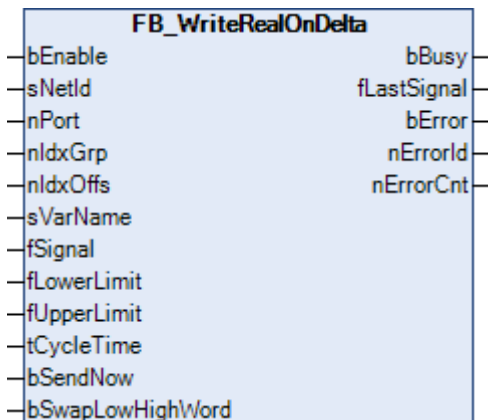 FB_WriteRealOnDelta
bEnable bBusy
sNetId fLastSignal
nPort bError
nIdxGrp nErrorId
nIdxOffs nErrorCnt
sVarName
fSignal
fLowerLimit
fUpperLimit
tCycleTime
bSendNow
bSwapLowHighWord